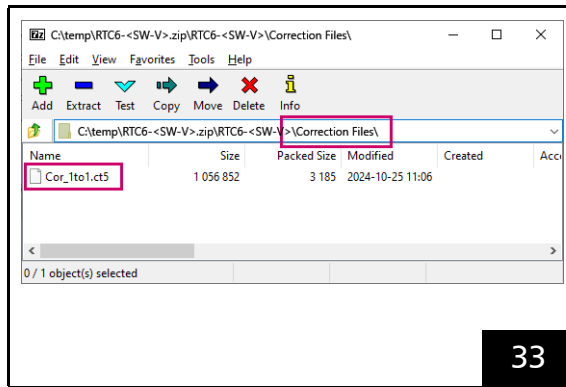 C:\temp\RTC6-<SW-V>.zip\RTC6-<SW-V>\Correction Files\
File Edit View Favorites Tools Help
Add Extract Test Copy Move Delete Info
C:\temp\RTC6-<SW-V>.zip\RTC6-<SW-V>\Correction Files\
Name Size Packed Size Modified Created Acce
Cor_1to1.ct5 1 056 852 3 185 2024-10-25 11:06
0 / 1 object(s) selected
33